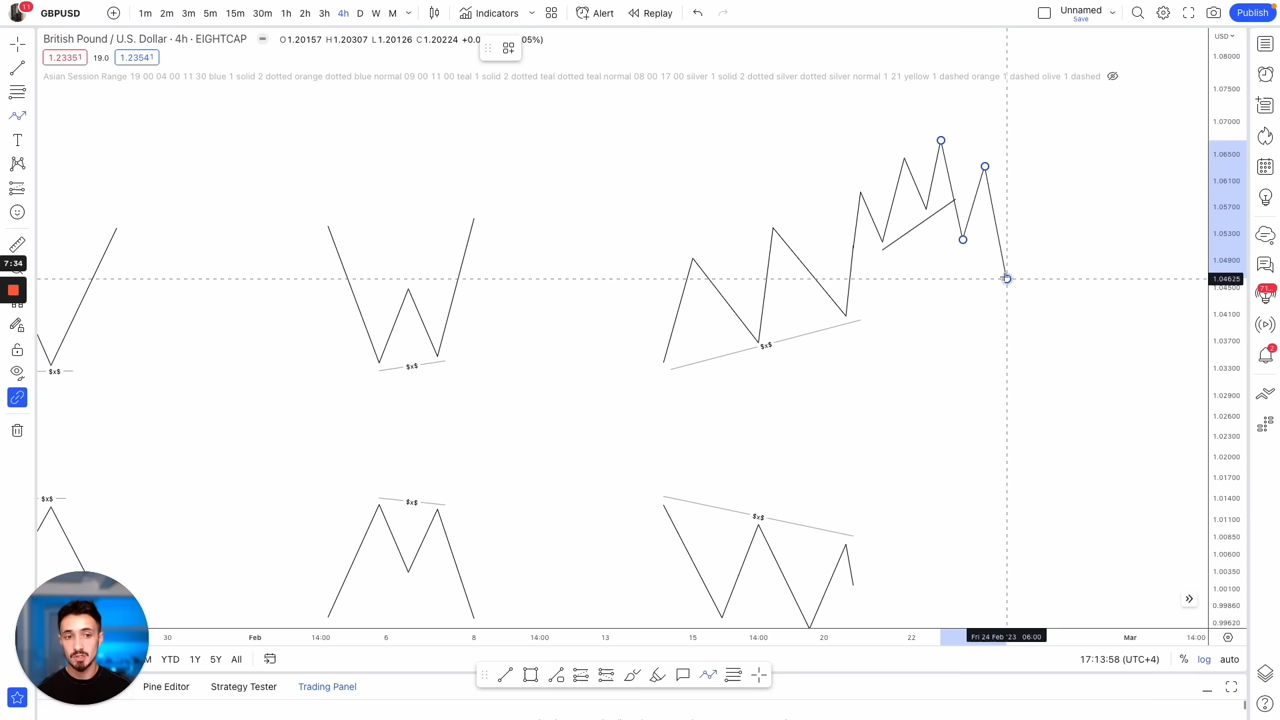 11
GBPUSD
1m 2m 3m 5m 15m 30m 1h 2h 3h 4h D W M
Indicators
Alert
Replay
Unnamed
Save
Publish
British Pound / U.S. Dollar · 4h · EIGHTCAP
O1.20157 H1.20307 L1.20126 C1.20224 +0.0
05%)
1.23351 19.0 1.23541
Asian Session Range 19 00 04 00 11 30 blue 1 solid 2 dotted orange dotted blue normal 09 00 11 00 teal 1 solid 2 dotted teal dotted teal normal 08 00 17 00 silver 1 solid 2 dotted silver dotted silver normal 1 21 yellow 1 dashed orange 1 dashed olive 1 dashed
USD
1.08000
1.07500
1.07000
1.06500
1.06100
1.05700
1.05300
1.04900
1.04625
1.04500
1.04100
1.03700
1.03300
1.02900
1.02600
1.02300
1.02000
1.01700
1.01400
1.01100
1.00850
1.00600
1.00350
1.00100
0.99860
0.99620
7:34
$x$
$x$
$x$
$x$
$x$
$x$
2
30 Feb 14:00 6 8 14:00 13 15 14:00 20 22 Fri 24 Feb '23 06:00 Mar 14:00
M YTD 1Y 5Y All
17:13:58 (UTC+4) % log auto
Pine Editor Strategy Tester Trading Panel